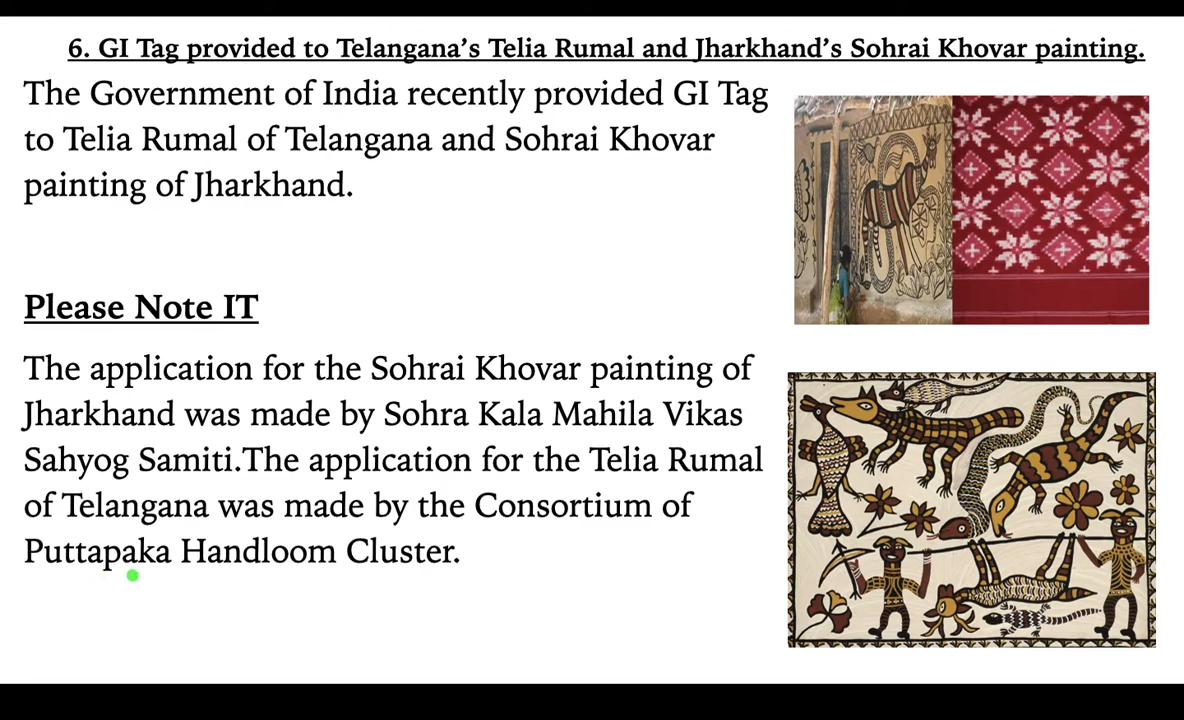 6. GI Tag provided to Telangana’s Telia Rumal and Jharkhand’s Sohrai Khovar painting.
The Government of India recently provided GI Tag
to Telia Rumal of Telangana and Sohrai Khovar
painting of Jharkhand.
Please Note IT
The application for the Sohrai Khovar painting of
Jharkhand was made by Sohra Kala Mahila Vikas
Sahyog Samiti.The application for the Telia Rumal
of Telangana was made by the Consortium of
Puttapaka Handloom Cluster.